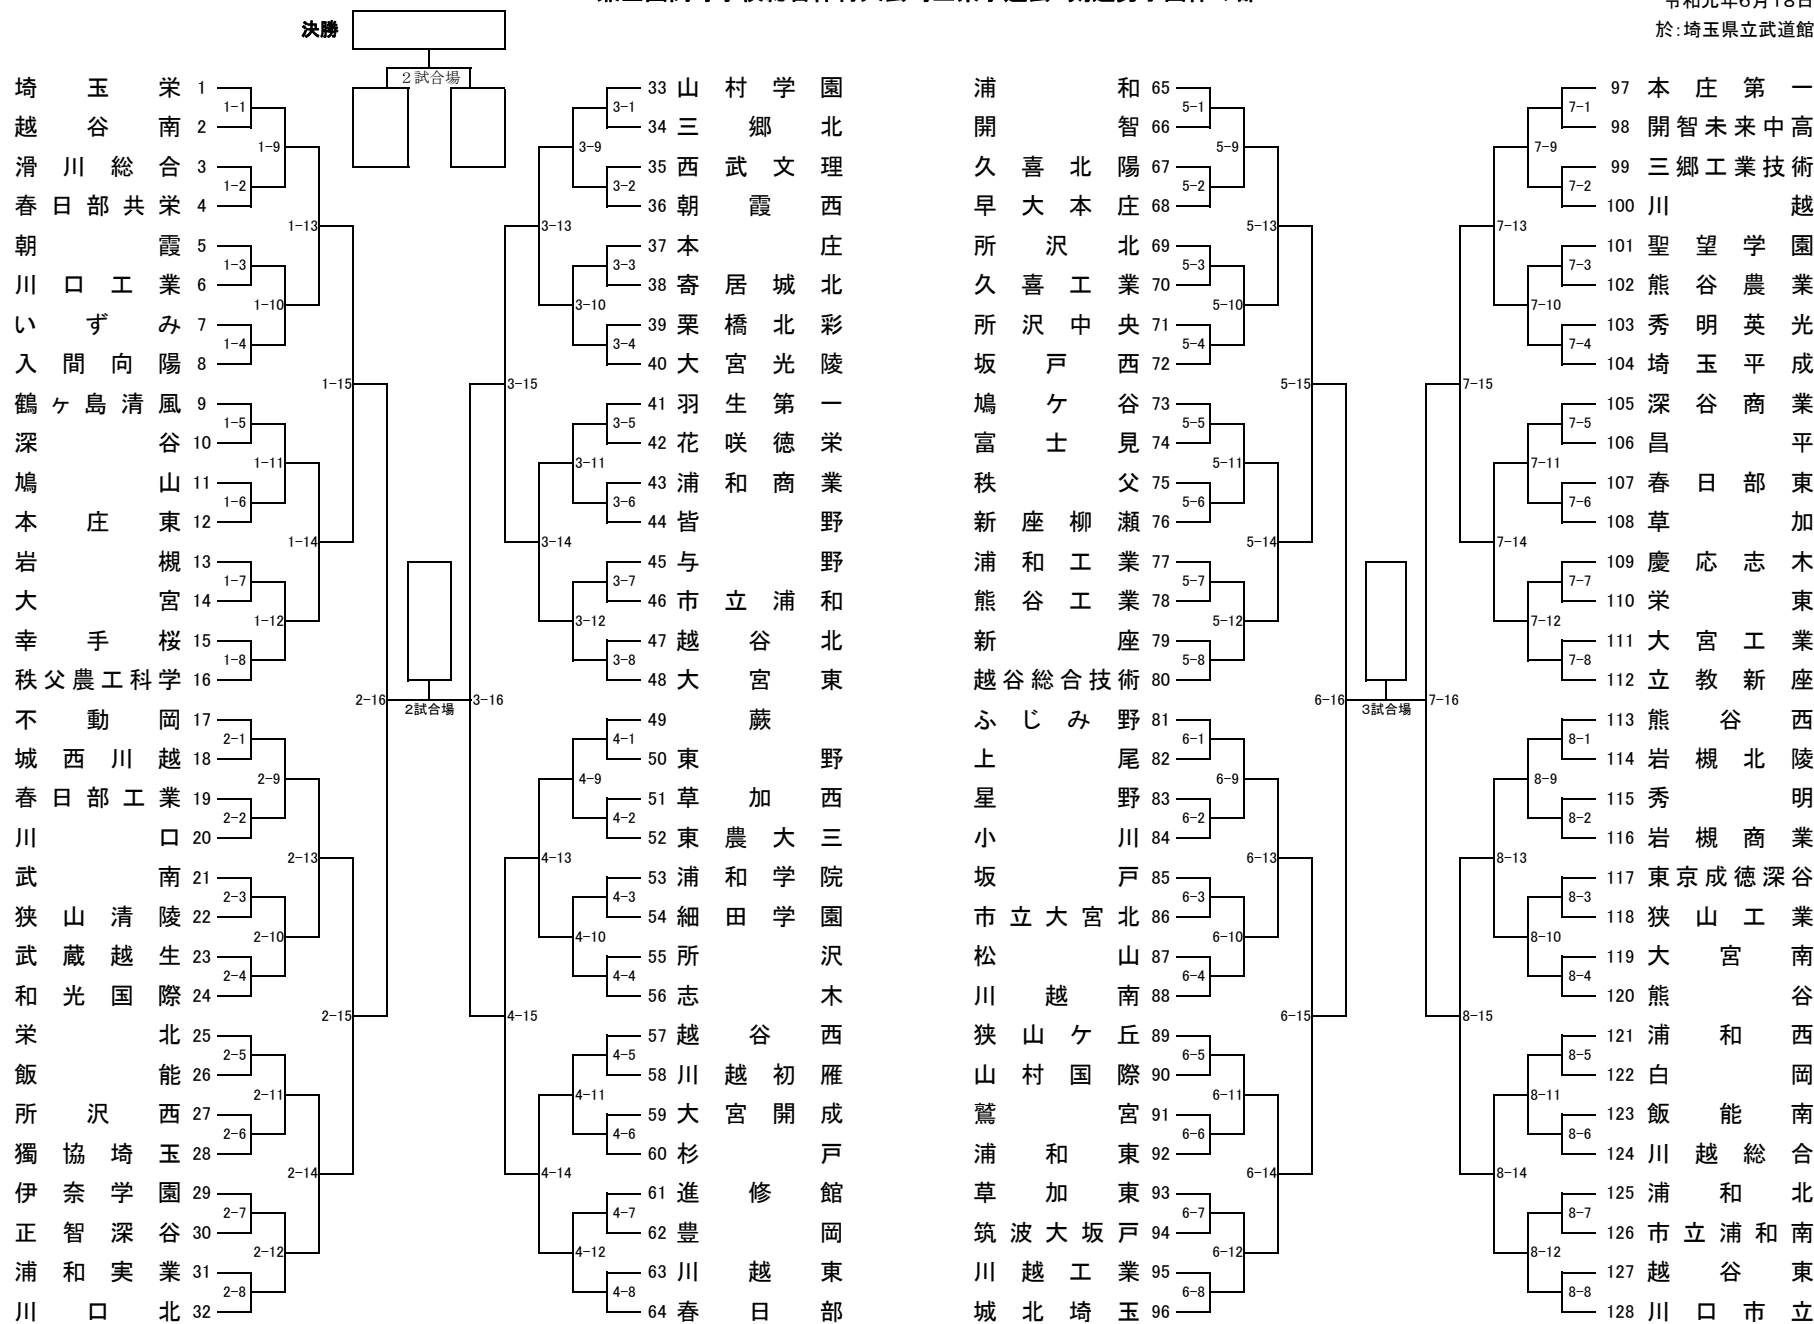 令和元年6月18日
於:埼玉県立武道館
決勝
2試合場
埼玉栄 1
越谷南 2
滑川総合 3
春日部共栄 4
朝霞 5
川口工業 6
いずみ 7
入間向陽 8
鶴ヶ島清風 9
深谷 10
鳩山 11
本庄東 12
岩槻 13
大宮 14
幸手桜 15
秩父農工科学 16
不動岡 17
城西川越 18
春日部工業 19
川口 20
武南 21
狭山清陵 22
武蔵越生 23
和光国際 24
栄北 25
飯能 26
所沢西 27
獨協埼玉 28
伊奈学園 29
正智深谷 30
浦和実業 31
川口北 32
1-1
1-2
1-3
1-4
1-5
1-6
1-7
1-8
2-1
2-2
2-3
2-4
2-5
2-6
2-7
2-8
1-9
1-10
1-11
1-12
2-9
2-10
2-11
2-12
1-13
1-14
2-13
2-14
1-15
2-15
2-16
2試合場
3-16
3-15
4-15
3-13
3-14
4-13
4-14
3-9
3-10
3-11
3-12
4-9
4-10
4-11
4-12
3-1
3-2
3-3
3-4
3-5
3-6
3-7
3-8
4-1
4-2
4-3
4-4
4-5
4-6
4-7
4-8
33 山村学園
34 三郷北
35 西武文理
36 朝霞西
37 本庄
38 寄居城北
39 栗橋北彩
40 大宮光陵
41 羽生第一
42 花咲徳栄
43 浦和商業
44 皆野
45 与野
46 市立浦和
47 越谷北
48 大宮東
49 蕨
50 東野
51 草加西
52 東農大三
53 浦和学院
54 細田学園
55 所沢
56 志木
57 越谷西
58 川越初雁
59 大宮開成
60 杉戸
61 進修館
62 豊岡
63 川越東
64 春日部
浦和 65
開智 66
久喜北陽 67
早大本庄 68
所沢北 69
久喜工業 70
所沢中央 71
坂戸西 72
鳩ケ谷 73
富士見 74
秩父 75
新座柳瀬 76
浦和工業 77
熊谷工業 78
新座 79
越谷総合技術 80
ふじみ野 81
上尾 82
星野 83
小川 84
坂戸 85
市立大宮北 86
松山 87
川越南 88
狭山ケ丘 89
山村国際 90
鷲宮 91
浦和東 92
草加東 93
筑波大坂戸 94
川越工業 95
城北埼玉 96
5-1
5-2
5-3
5-4
5-5
5-6
5-7
5-8
6-1
6-2
6-3
6-4
6-5
6-6
6-7
6-8
5-9
5-10
5-11
5-12
6-9
6-10
6-11
6-12
5-13
5-14
6-13
6-14
5-15
6-15
6-16
3試合場
7-16
7-15
8-15
7-13
7-14
8-13
8-14
7-9
7-10
7-11
7-12
8-9
8-10
8-11
8-12
7-1
7-2
7-3
7-4
7-5
7-6
7-7
7-8
8-1
8-2
8-3
8-4
8-5
8-6
8-7
8-8
97 本庄第一
98 開智未来中高
99 三郷工業技術
100 川越
101 聖望学園
102 熊谷農業
103 秀明英光
104 埼玉平成
105 深谷商業
106 昌平
107 春日部東
108 草加
109 慶応志木
110 栄東
111 大宮工業
112 立教新座
113 熊谷西
114 岩槻北陵
115 秀明
116 岩槻商業
117 東京成徳深谷
118 狭山工業
119 大宮南
120 熊谷
121 浦和西
122 白岡
123 飯能南
124 川越総合
125 浦和北
126 市立浦和南
127 越谷東
128 川口市立